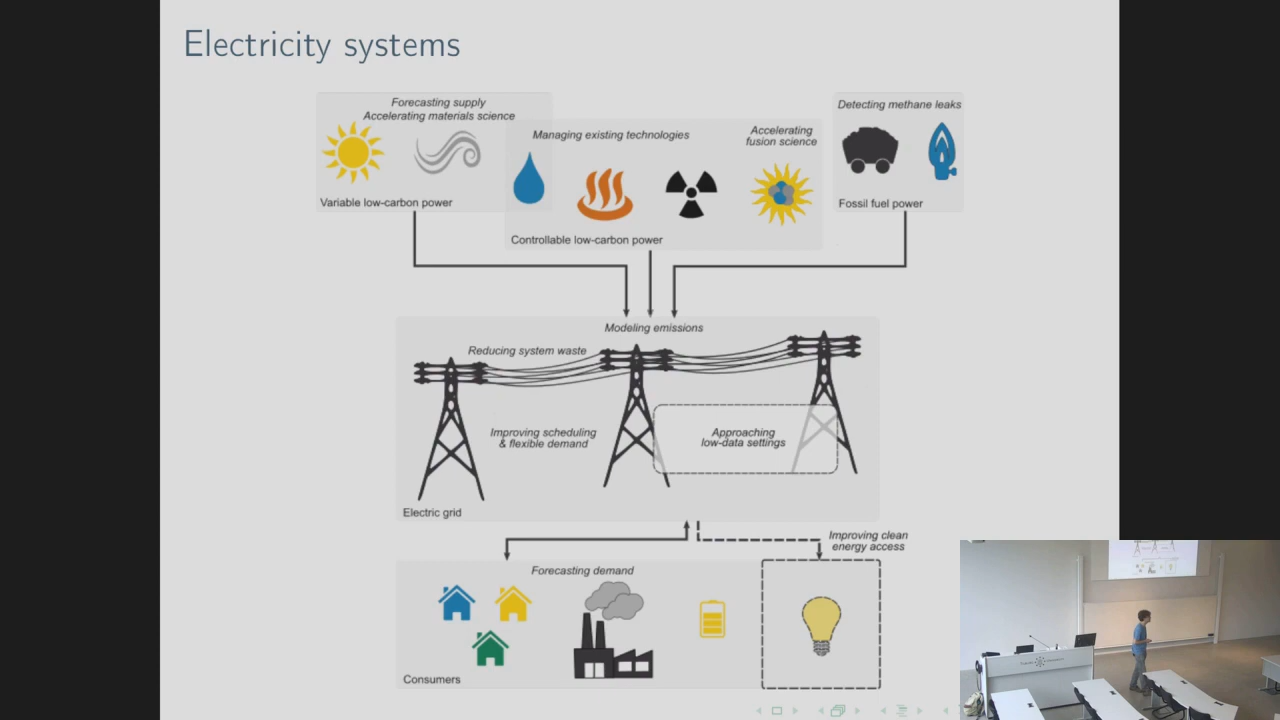 Electricity systems
Forecasting supply
Accelerating materials science
Variable low-carbon power
Managing existing technologies
Accelerating
fusion science
Controllable low-carbon power
Detecting methane leaks
Fossil fuel power
Modeling emissions
Reducing system waste
Improving scheduling
& flexible demand
Approaching
low-data settings
Electric grid
Improving clean
energy access
Forecasting demand
Consumers